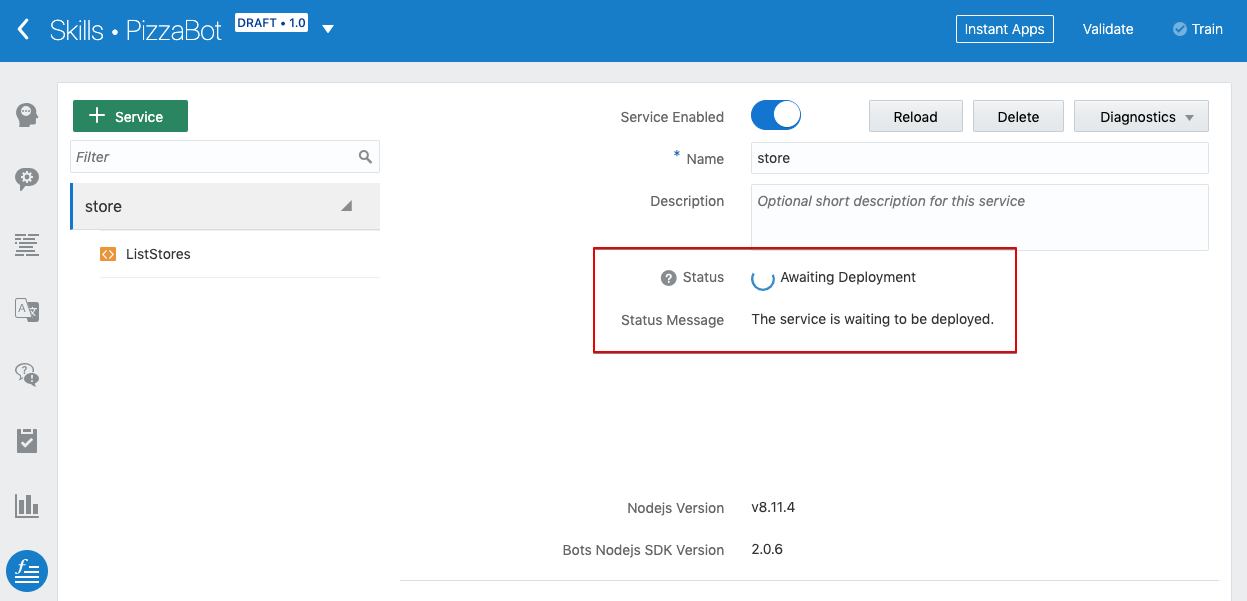 Skills • PizzaBot DRAFT • 1.0
Instant Apps Validate Train
+ Service
Filter
store
ListStores
Service Enabled
Reload Delete Diagnostics
* Name store
Description Optional short description for this service
? Status Awaiting Deployment
Status Message The service is waiting to be deployed.
Nodejs Version v8.11.4
Bots Nodejs SDK Version 2.0.6